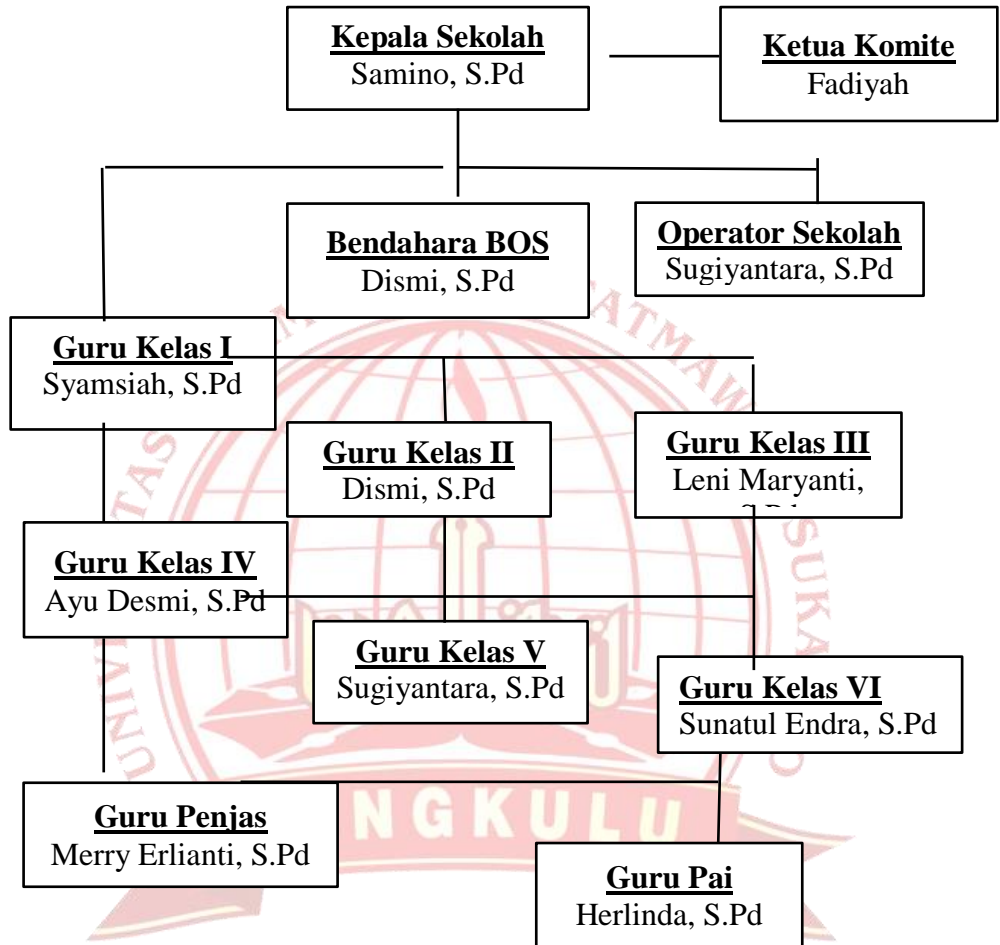 Kepala Sekolah
Samino, S.Pd
Ketua Komite
Fadiyah
Bendahara BOS
Dismi, S.Pd
Operator Sekolah
Sugiyantara, S.Pd
Guru Kelas I
Syamsiah, S.Pd
Guru Kelas II
Dismi, S.Pd
Guru Kelas III
Leni Maryanti,
Guru Kelas IV
Ayu Desmi, S.Pd
Guru Kelas V
Sugiyantara, S.Pd
Guru Kelas VI
Sunatul Endra, S.Pd
Guru Penjas
Merry Erlianti, S.Pd
Guru Pai
Herlinda, S.Pd
NGKULU